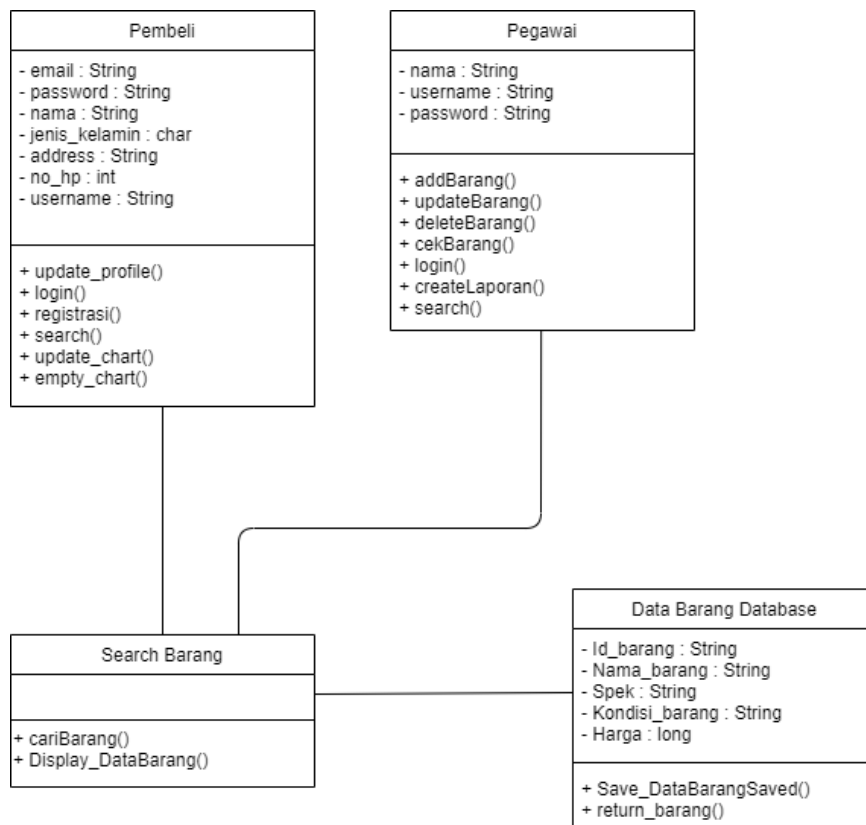 Pembeli
- email : String
- password : String
- nama : String
- jenis_kelamin : char
- address : String
- no_hp : int
- username : String
+ update_profile()
+ login()
+ registrasi()
+ search()
+ update_chart()
+ empty_chart()
Pegawai
- nama : String
- username : String
- password : String
+ addBarang()
+ updateBarang()
+ deleteBarang()
+ cekBarang()
+ login()
+ createLaporan()
+ search()
Search Barang
+ cariBarang()
+ Display_DataBarang()
Data Barang Database
- Id_barang : String
- Nama_barang : String
- Spek : String
- Kondisi_barang : String
- Harga : long
+ Save_DataBarangSaved()
+ return_barang()